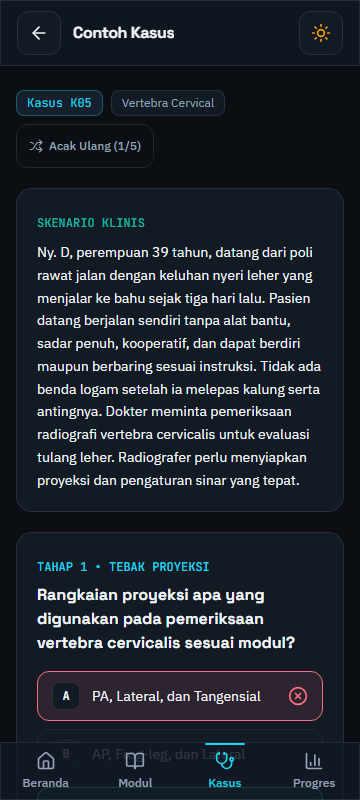 Contoh Kasus
Kasus K05
Vertebra Cervical
Acak Ulang (1/5)
SKENARIO KLINIS
Ny. D, perempuan 39 tahun, datang dari poli
rawat jalan dengan keluhan nyeri leher yang
menjalar ke bahu sejak tiga hari lalu. Pasien
datang berjalan sendiri tanpa alat bantu,
sadar penuh, kooperatif, dan dapat berdiri
maupun berbaring sesuai instruksi. Tidak ada
benda logam setelah ia melepas kalung serta
antingnya. Dokter meminta pemeriksaan
radiografi vertebra cervicalis untuk evaluasi
tulang leher. Radiografer perlu menyiapkan
proyeksi dan pengaturan sinar yang tepat.
TAHAP 1 • TEBAK PROYEKSI
Rangkaian proyeksi apa yang
digunakan pada pemeriksaan
vertebra cervicalis sesuai modul?
A PA, Lateral, dan Tangensial
B AP, Frog-leg, dan Lateral
Beranda
Modul
Kasus
Progres